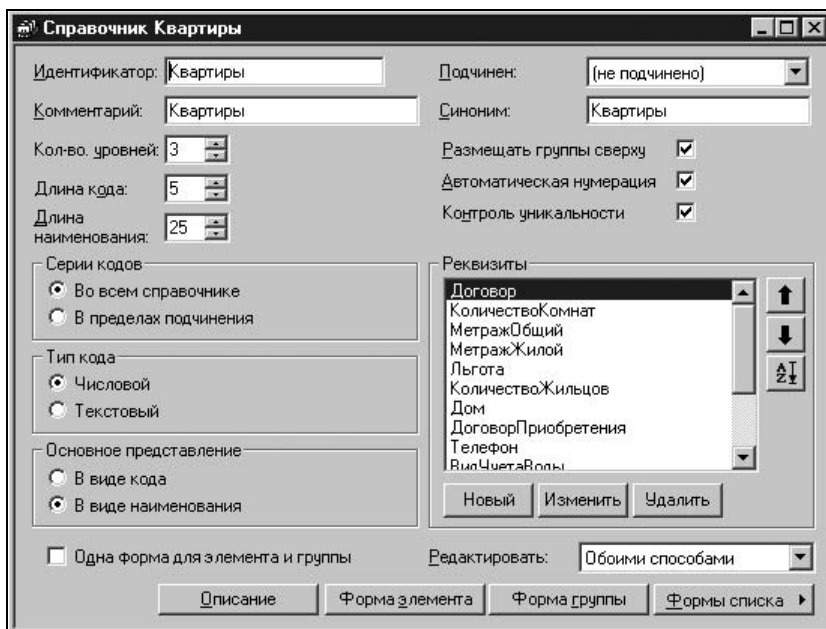 Справочник Квартиры
Идентификатор: Квартиры
Подчинен: (не подчинено)
Комментарий: Квартиры
Синоним: Квартиры
Кол-во. уровней: 3
Размещать группы сверху
Длина кода: 5
Автоматическая нумерация
Длина
наименования: 25
Контроль уникальности
Серии кодов
Во всем справочнике
В пределах подчинения
Тип кода
Числовой
Текстовый
Основное представление
В виде кода
В виде наименования
Реквизиты
Договор
КоличествоКомнат
МетражОбщий
МетражЖилой
Льгота
КоличествоЖильцов
Дом
ДоговорПриобретения
Телефон
ВидУчетаВоды
Новый Изменить Удалить
Одна форма для элемента и группы
Редактировать: Обоими способами
Описание Форма элемента Форма группы Формы списка